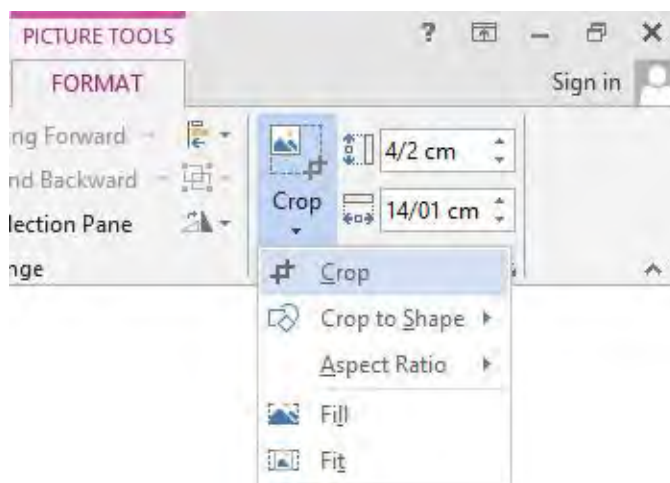 PICTURE TOOLS ?
FORMAT Sign in
ng Forward
4/2 cm
nd Backward
Crop
14/01 cm
lection Pane
nge
Crop
Crop to Shape
Aspect Ratio
Fill
Fit